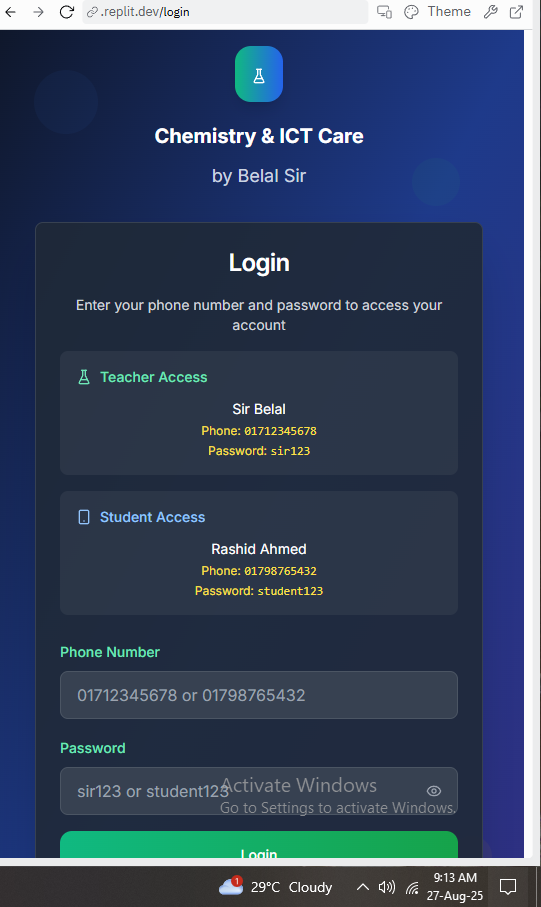 .replit.dev/login
Theme
Chemistry & ICT Care
by Belal Sir
Login
Enter your phone number and password to access your
account
Teacher Access
Sir Belal
Phone: 01712345678
Password: sir123
Student Access
Rashid Ahmed
Phone: 01798765432
Password: student123
Phone Number
01712345678 or 01798765432
Password
sir123 or student123
Activate Windows
Go to Settings to activate Windows.
Login
1
29°C Cloudy
9:13 AM
27-Aug-25